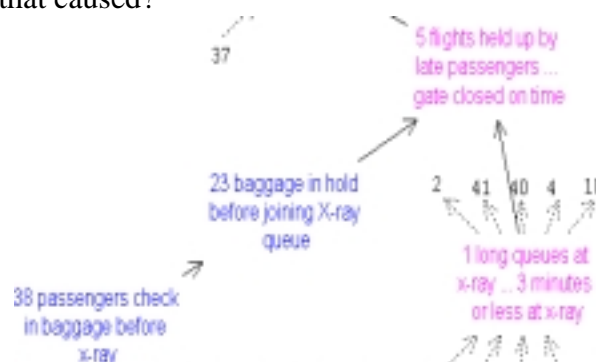 that caused?
37
5 flights held up by
late passengers ...
gate closed on time
23 baggage in hold
before joining X-ray
queue
2 41 40 4
1 long queues at
x-ray ... 3 minutes
or less at x-ray
38 passengers check
in baggage before
x-ray